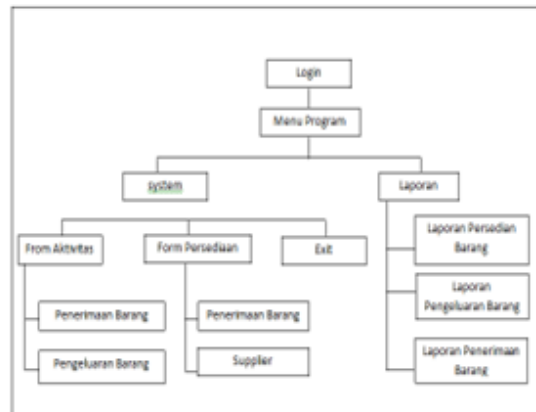 Login
Menu Program
system
Laporan
From Aktivitas
Form Persediaan
Exit
Laporan Persedian
Barang
Laporan
Pengeluaran Barang
Penerimaan Barang
Penerimaan Barang
Pengeluaran Barang
Supplier
Laporan Penerimaan
Barang